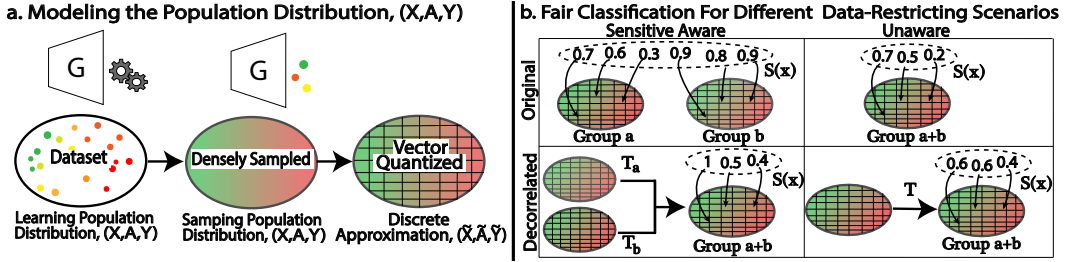 a. Modeling the Population Distribution, (X,A,Y)
G
G
Dataset
Densely Sampled
Vector
Quantized
Learning Population
Distribution, (X,A,Y)
Samping Population
Distribution, (X,A,Y)
Discrete
Approximation, (X̃,Ã,Ỹ)
b. Fair Classification For Different Data-Restricting Scenarios
Sensitive Aware
Unaware
Original
0.7 0.6 0.3 0.9 0.8 0.9
S(x)
Group a
Group b
0.7 0.5 0.2
S(x)
Group a+b
Decorrelated
Ta
Tb
1 0.5 0.4
S(x)
Group a+b
T
0.6 0.6 0.4
S(x)
Group a+b